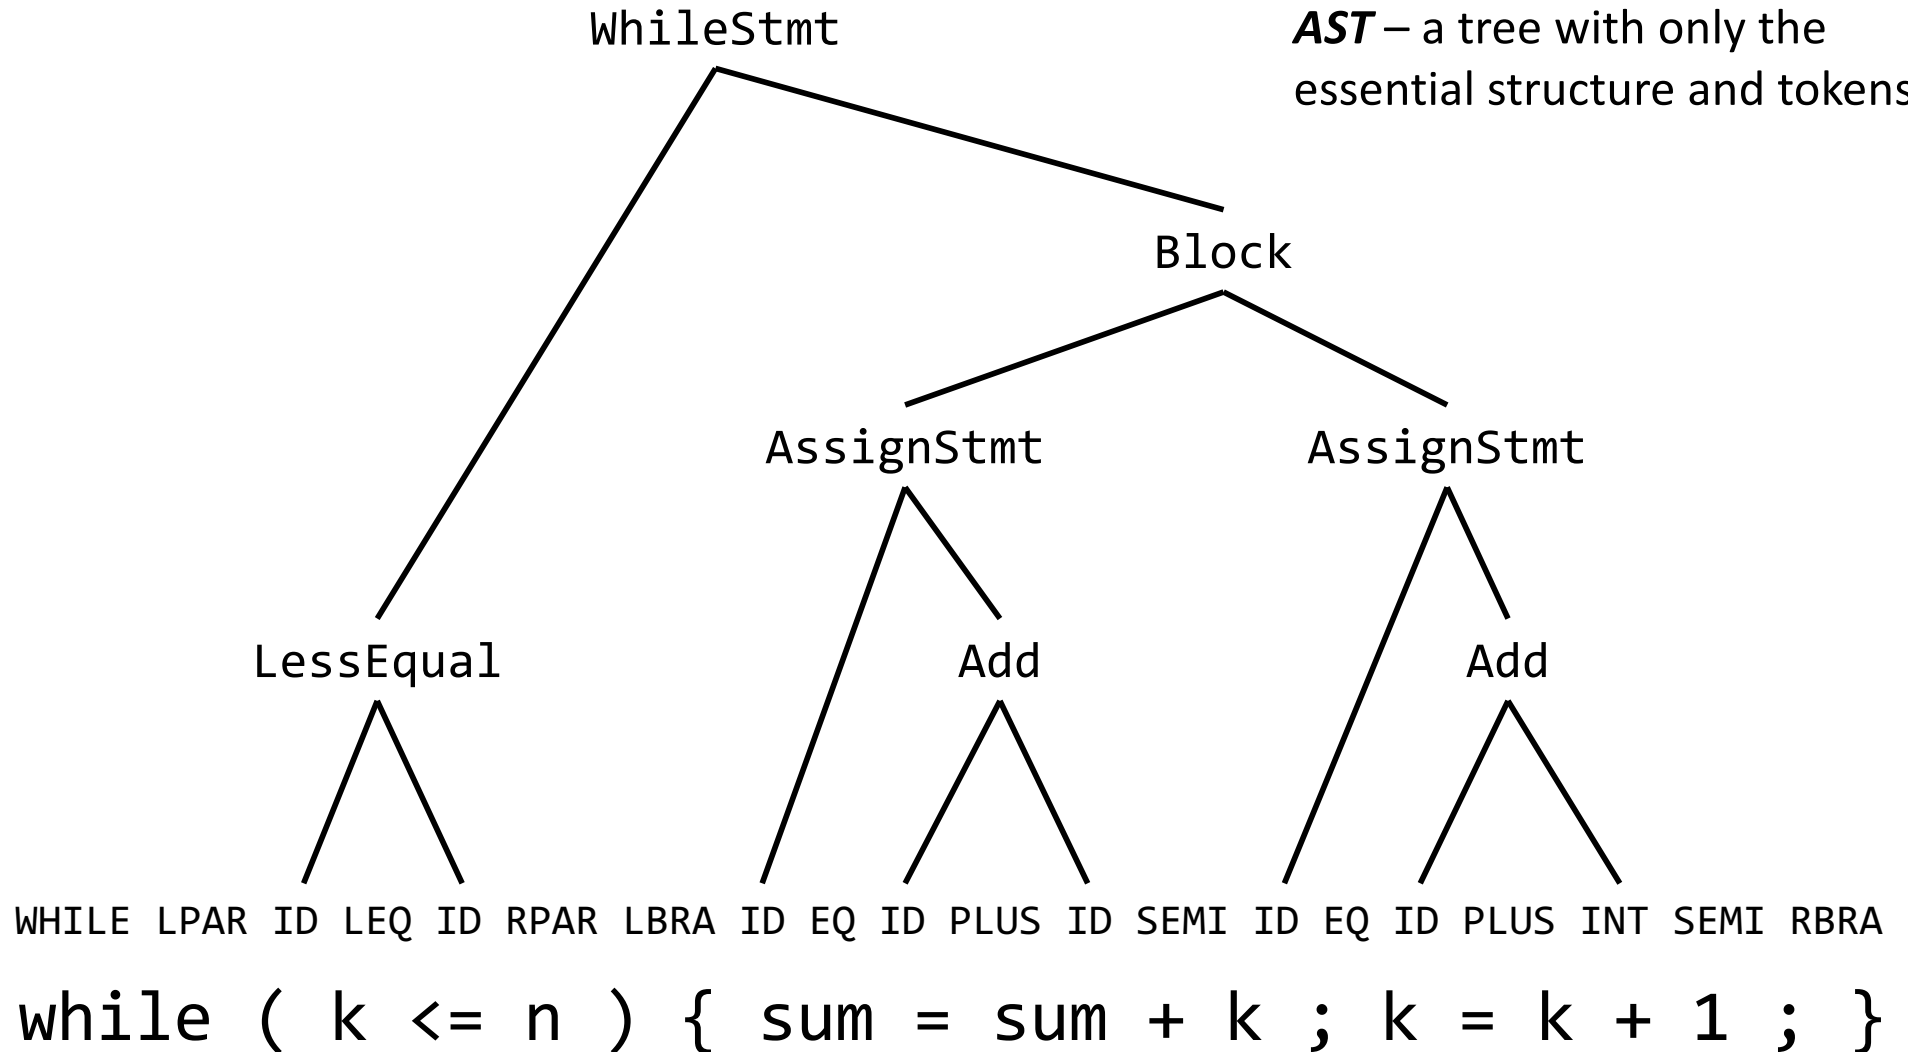 WhileStmt
AST – a tree with only the
essential structure and tokens
Block
AssignStmt AssignStmt
LessEqual Add Add
WHILE LPAR ID LEQ ID RPAR LBRA ID EQ ID PLUS ID SEMI ID EQ ID PLUS INT SEMI RBRA
while ( k <= n ) { sum = sum + k ; k = k + 1 ; }